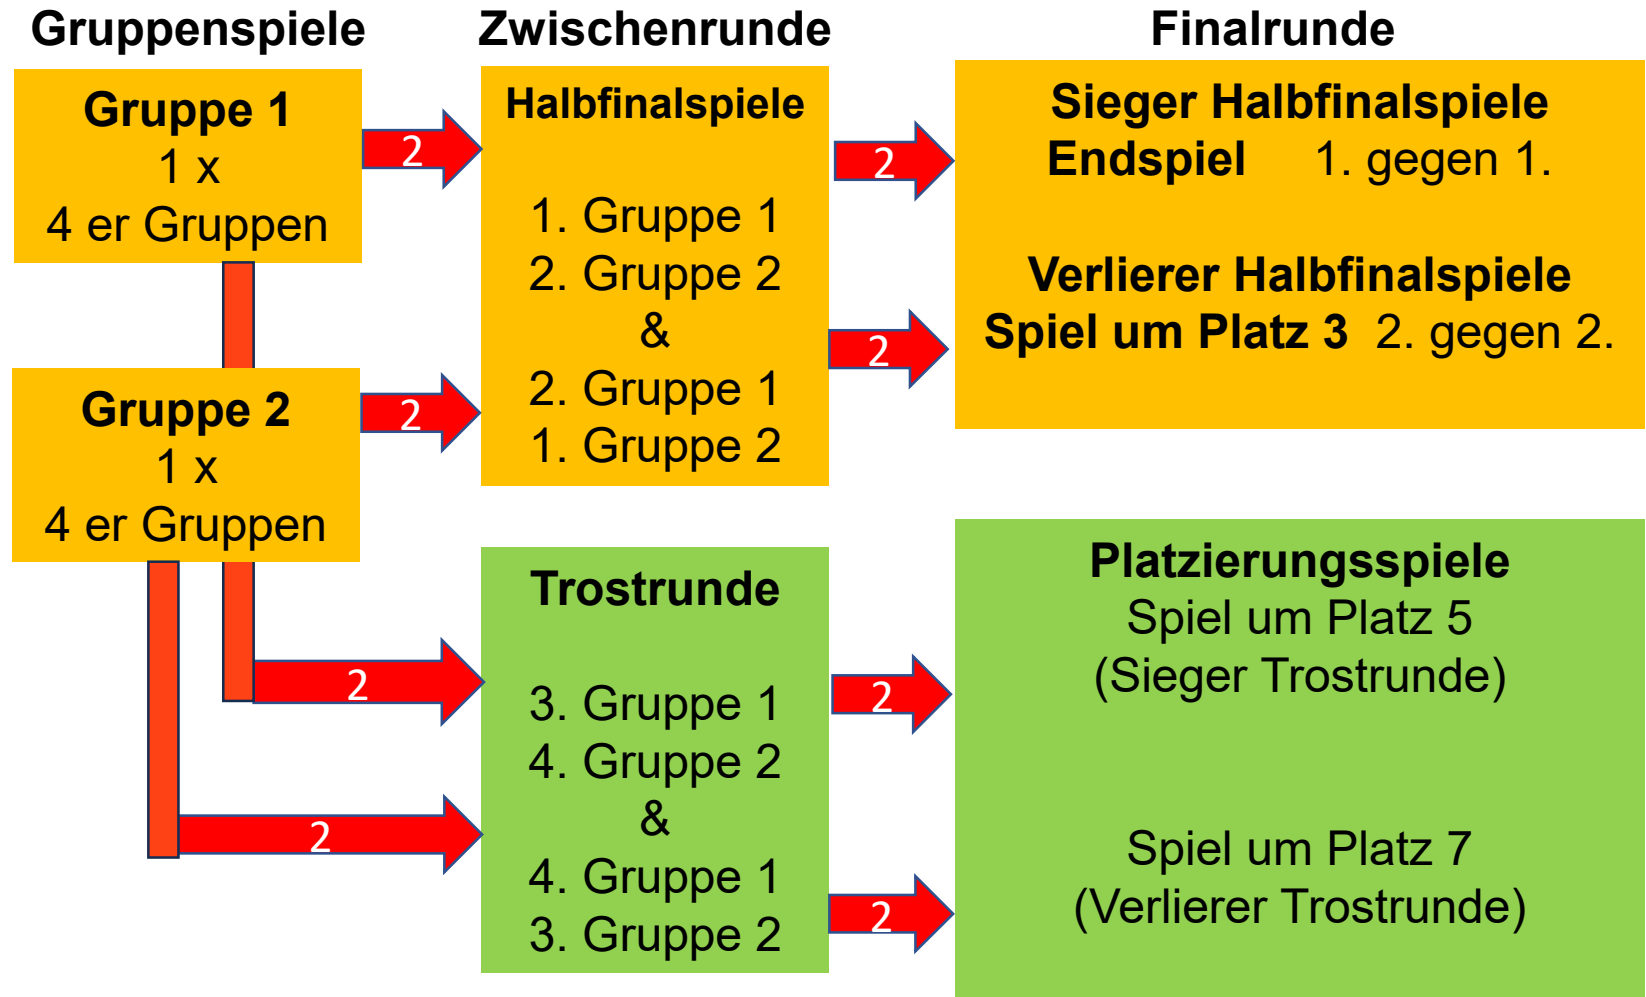 Gruppenspiele
Zwischenrunde
Finalrunde
Gruppe 1
1 x
4 er Gruppen
2
Halbfinalspiele
1. Gruppe 1
2. Gruppe 2
&
2. Gruppe 1
1. Gruppe 2
2
2
Sieger Halbfinalspiele
Endspiel 1. gegen 1.
Verlierer Halbfinalspiele
Spiel um Platz 3 2. gegen 2.
Gruppe 2
1 x
4 er Gruppen
2
2
2
Trostrunde
3. Gruppe 1
4. Gruppe 2
&
4. Gruppe 1
3. Gruppe 2
2
2
Platzierungsspiele
Spiel um Platz 5
(Sieger Trostrunde)
Spiel um Platz 7
(Verlierer Trostrunde)